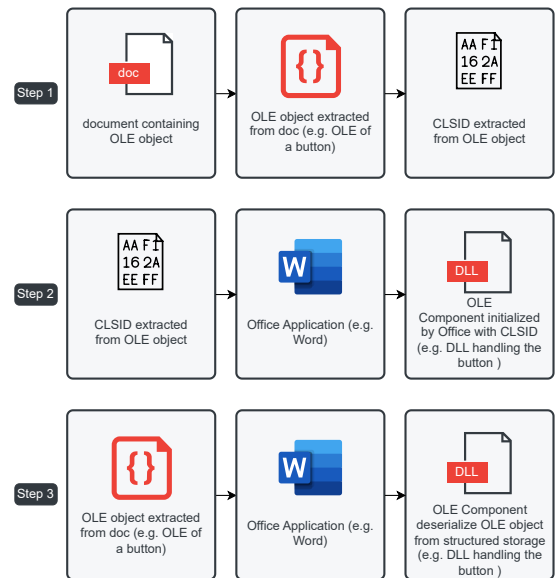 doc
{}
AA F1
16 2A
EE FF
Step 1
document containing
OLE object
OLE object extracted
from doc (e.g. OLE of
a button)
CLSID extracted
from OLE object
AA F1
16 2A
EE FF
W
DLL
Step 2
CLSID extracted
from OLE object
Office Application (e.g.
Word)
OLE
Component initialized
by Office with CLSID
(e.g. DLL handling the
button )
{}
W
DLL
Step 3
OLE object extracted
from doc (e.g. OLE of
a button)
Office Application (e.g.
Word)
OLE Component
deserialize OLE object
from structured storage
(e.g. DLL handling the
button )